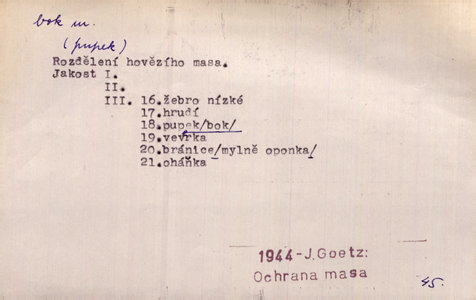 bok m.
(pupek)
Rozdělení hovězího masa.
Jakost I.
II.
III. 16.žebro nízké
17.hrudí
18.pupek/bok/
19.veverka
20.bránice/mylně oponka/
21.oháňka
1944-J.Goetz:
Ochrana masa
45.